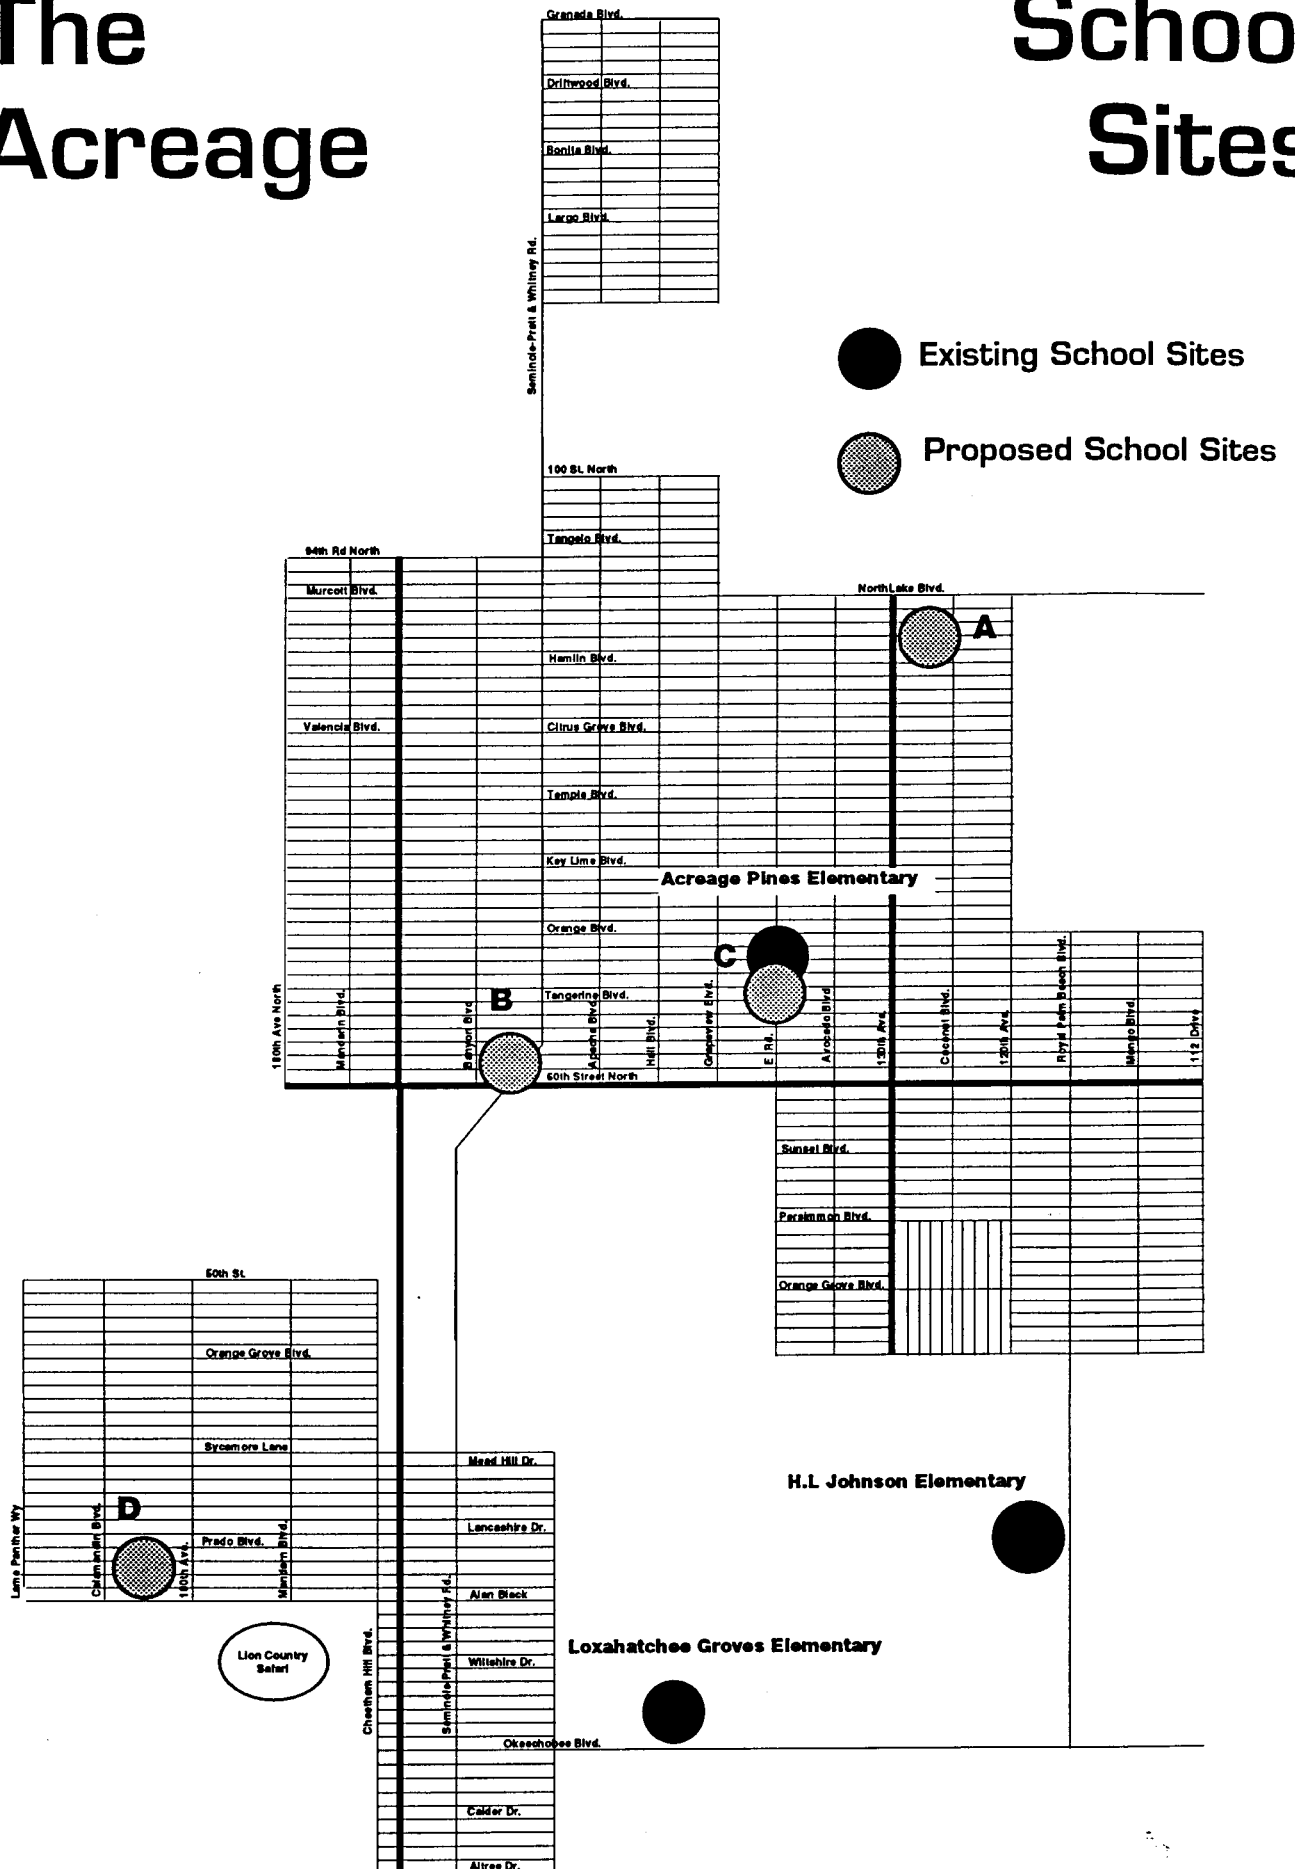 The
Acreage
Schoo
Sites
Granada Blvd.
Driftwood Blvd.
Bonita Blvd.
Largo Blvd.
Seminole-Pratt & Whitney Rd.
Existing School Sites
Proposed School Sites
100 St. North
Tangelo Blvd.
94th Rd North
Murcott Blvd.
NorthLake Blvd.
A
Hamlin Blvd.
Valencia Blvd.
Citrus Grove Blvd.
Temple Blvd.
Key Lime Blvd.
Acreage Pines Elementary
Orange Blvd.
C
B
Tangerine Blvd.
180th Ave North
Mandarin Blvd.
Banyon Blvd
Apache Blvd.
Hall Blvd.
Grapeview Blvd.
E Rd.
Avocado Blvd
130th Ave.
Coconut Blvd.
120th Ave.
Royal Palm Beach Blvd.
Mango Blvd.
112 Drive
60th Street North
Sunset Blvd.
Persimmon Blvd.
Orange Grove Blvd.
50th St.
Orange Grove Blvd.
Sycamore Lane
Mead Hill Dr.
H.L Johnson Elementary
D
Lancashire Dr.
Prado Blvd.
Lame Panther Wy
Calamandin Blvd.
190th Ave.
Mandarin Blvd.
Alan Black
Lion Country
Safari
Cheetham Hill Blvd.
Seminole-Pratt & Whitney Rd.
Wiltshire Dr.
Loxahatchee Groves Elementary
Okeechobee Blvd.
Calder Dr.
Altree Dr.